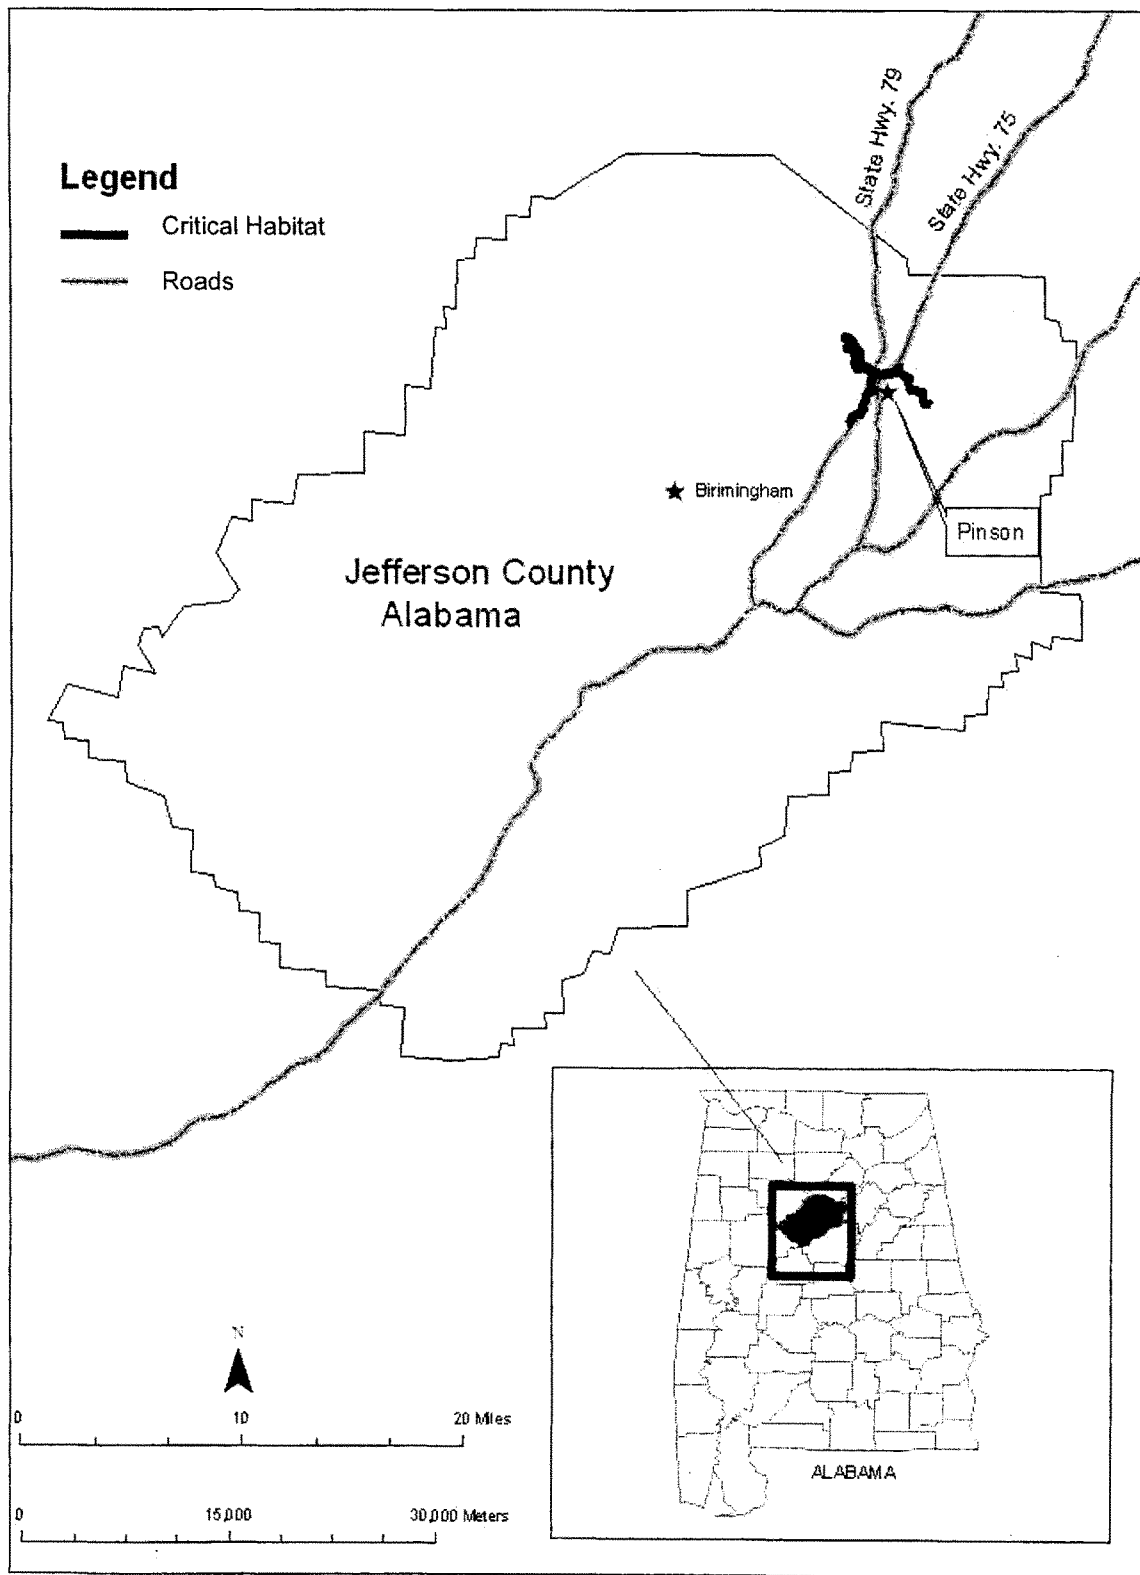 State Hwy. 79
State Hwy. 75
Legend
Critical Habitat
Roads
Birimingham
Pinson
Jefferson County
Alabama
N
0 10 20 Miles
0 15,000 30,000 Meters
ALABAMA